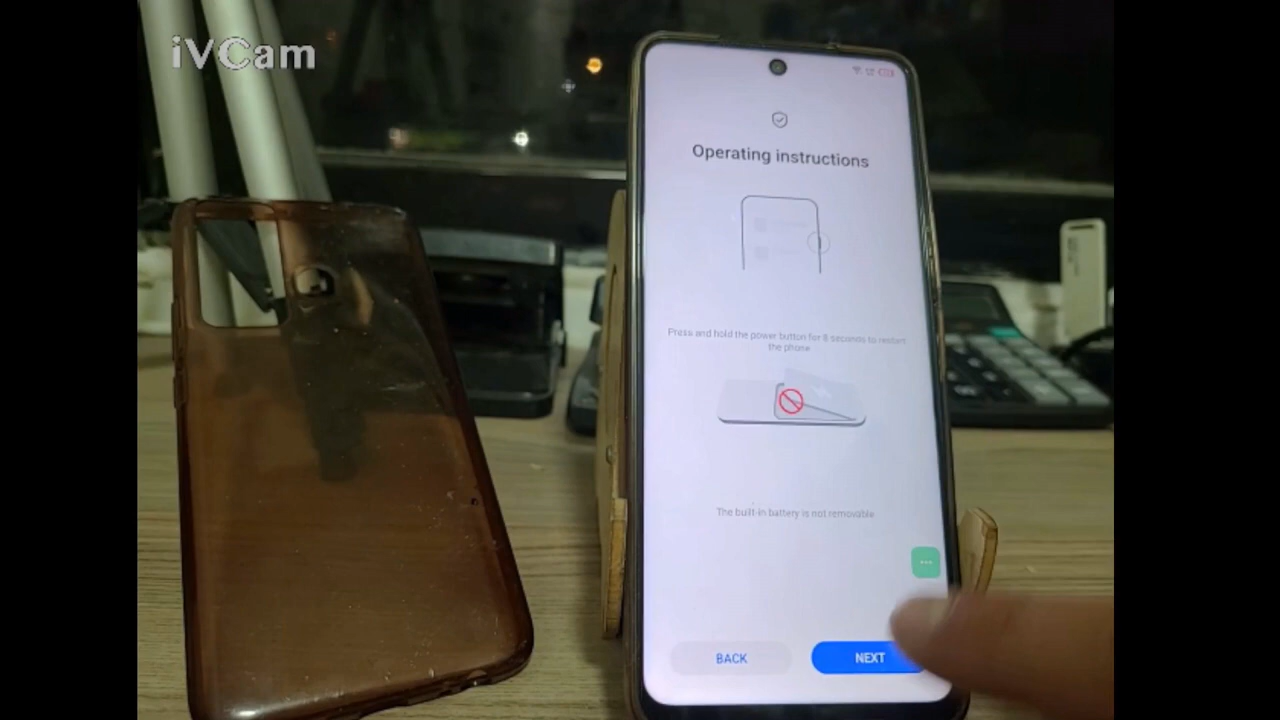 iVCam
Operating instructions
Press and hold the power button for 8 seconds to restart
the phone
The built-in battery is not removable
BACK
NEXT